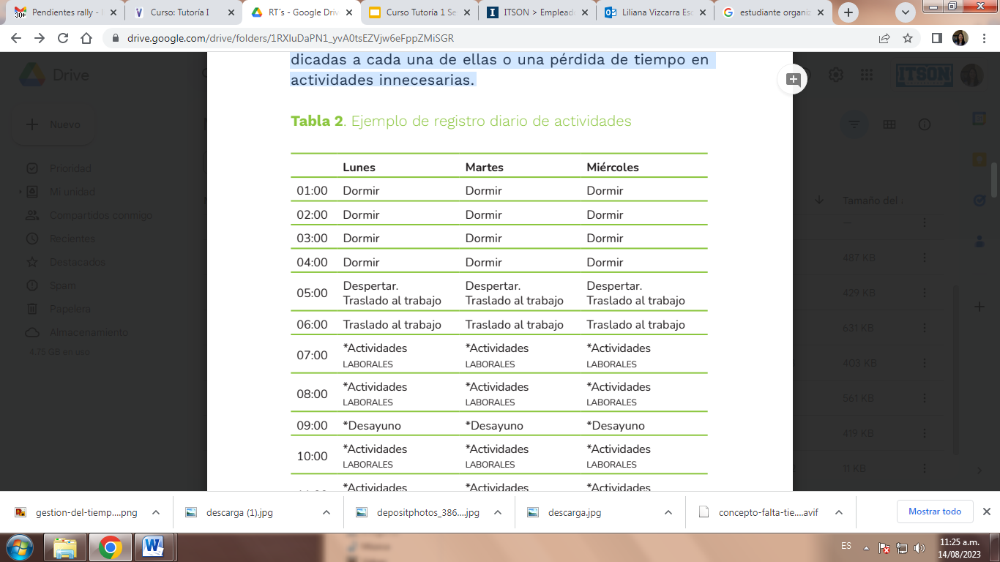 Pendientes rally -
Curso: Tutoría I
RT´s - Google Driv
Curso Tutoría 1 Se
ITSON > Emplead
Liliana Vizcarra Esc
estudiante organiz
drive.google.com/drive/folders/1RXIuDaPN1_yvA0tsEZVjw6eFppZMiSGR
dicadas a cada una de ellas o una pérdida de tiempo en
actividades innecesarias.
Drive
ITSON
Nuevo
Prioridad
Mi unidad
Compartidos conmigo
Recientes
Destacados
Spam
Papelera
Almacenamiento
4.75 GB en uso
Tabla 2. Ejemplo de registro diario de actividades
Lunes Martes Miércoles
01:00 Dormir Dormir Dormir
02:00 Dormir Dormir Dormir
03:00 Dormir Dormir Dormir
04:00 Dormir Dormir Dormir
05:00 Despertar. Despertar. Despertar.
Traslado al trabajo Traslado al trabajo Traslado al trabajo
06:00 Traslado al trabajo Traslado al trabajo Traslado al trabajo
07:00 *Actividades *Actividades *Actividades
LABORALES LABORALES LABORALES
08:00 *Actividades *Actividades *Actividades
LABORALES LABORALES LABORALES
09:00 *Desayuno *Desayuno *Desayuno
10:00 *Actividades *Actividades *Actividades
LABORALES LABORALES LABORALES
*Actividades *Actividades *Actividades
Tamaño del
487 KB
429 KB
631 KB
403 KB
561 KB
419 KB
11 KB
gestion-del-tiemp....png
descarga (1).jpg
depositphotos_386....jpg
descarga.jpg
concepto-falta-tie....avif
Mostrar todo
ES
11:25 a.m.
14/08/2023